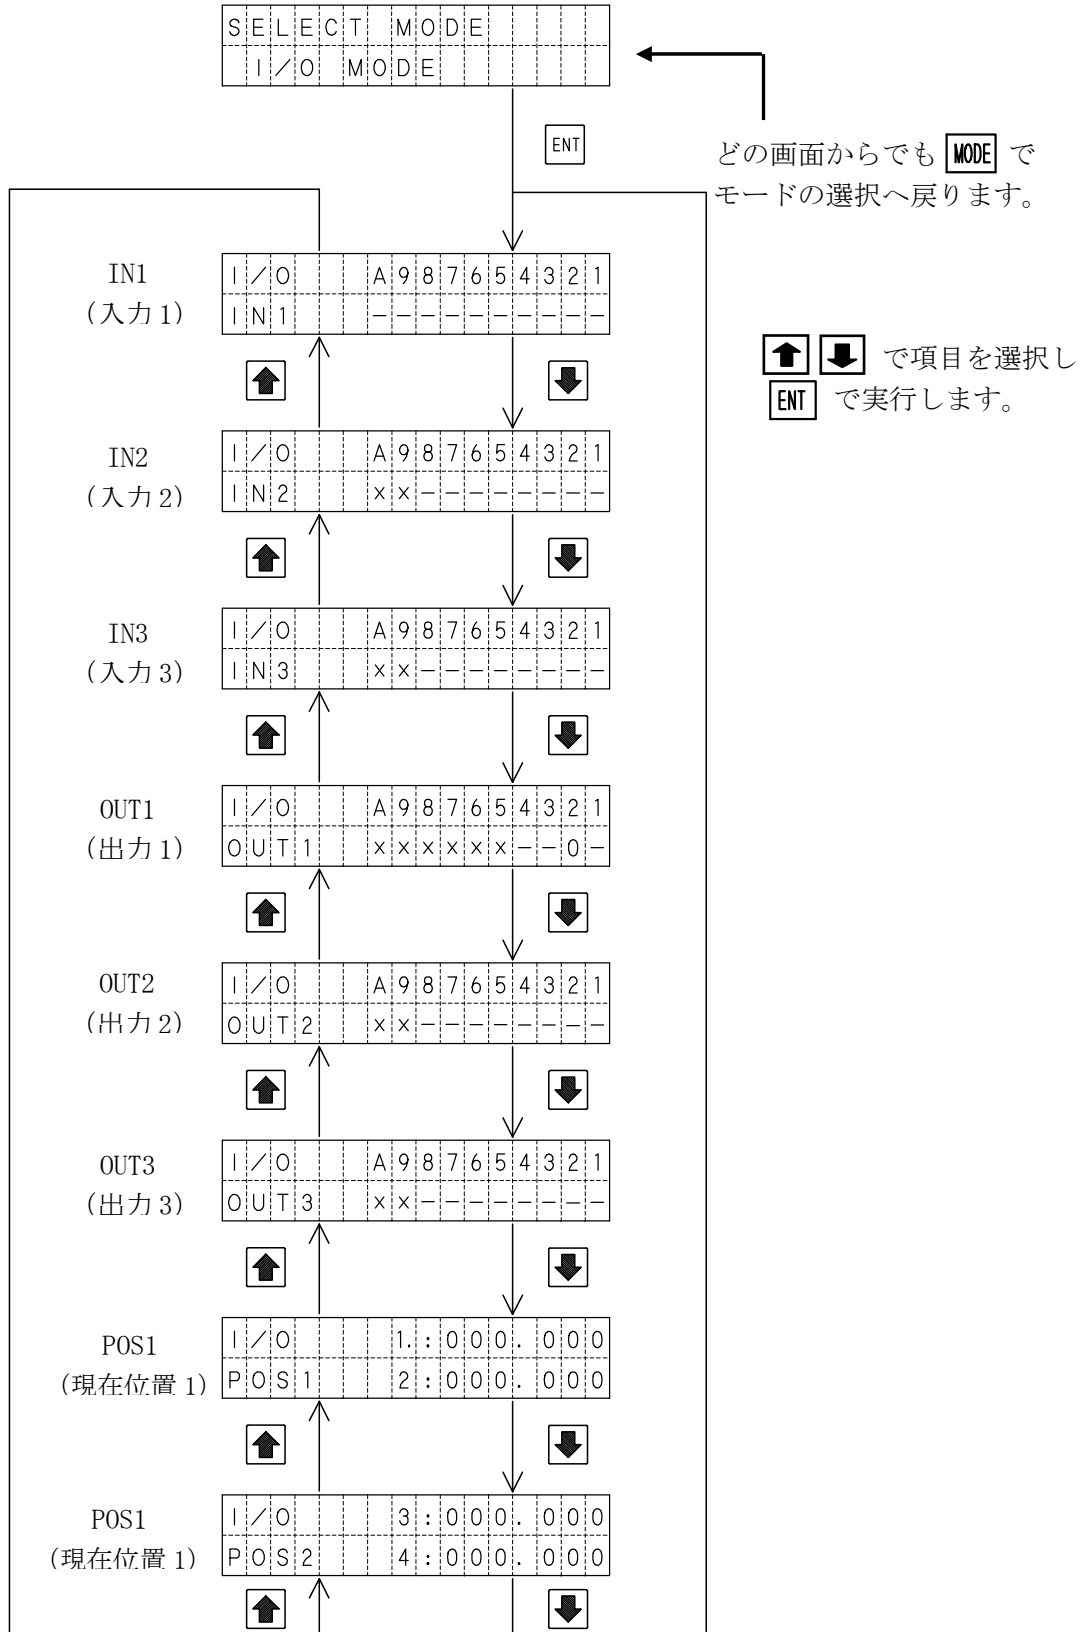 SELECT MODE
I/O MODE
ENT
どの画面からでも MODE で
モードの選択へ戻ります。
IN1
(入力1)
I/O A987654321
IN1 ----------
で項目を選択し
ENT で実行します。
IN2
(入力2)
I/O A987654321
IN2 ××--------
IN3
(入力3)
I/O A987654321
IN3 ××--------
OUT1
(出力1)
I/O A987654321
OUT1 ××××××--0-
OUT2
(出力2)
I/O A987654321
OUT2 ××--------
OUT3
(出力3)
I/O A987654321
OUT3 ××--------
POS1
(現在位置1)
I/O 1.:000.000
POS1 2:000.000
POS1
(現在位置1)
I/O 3:000.000
POS2 4:000.000